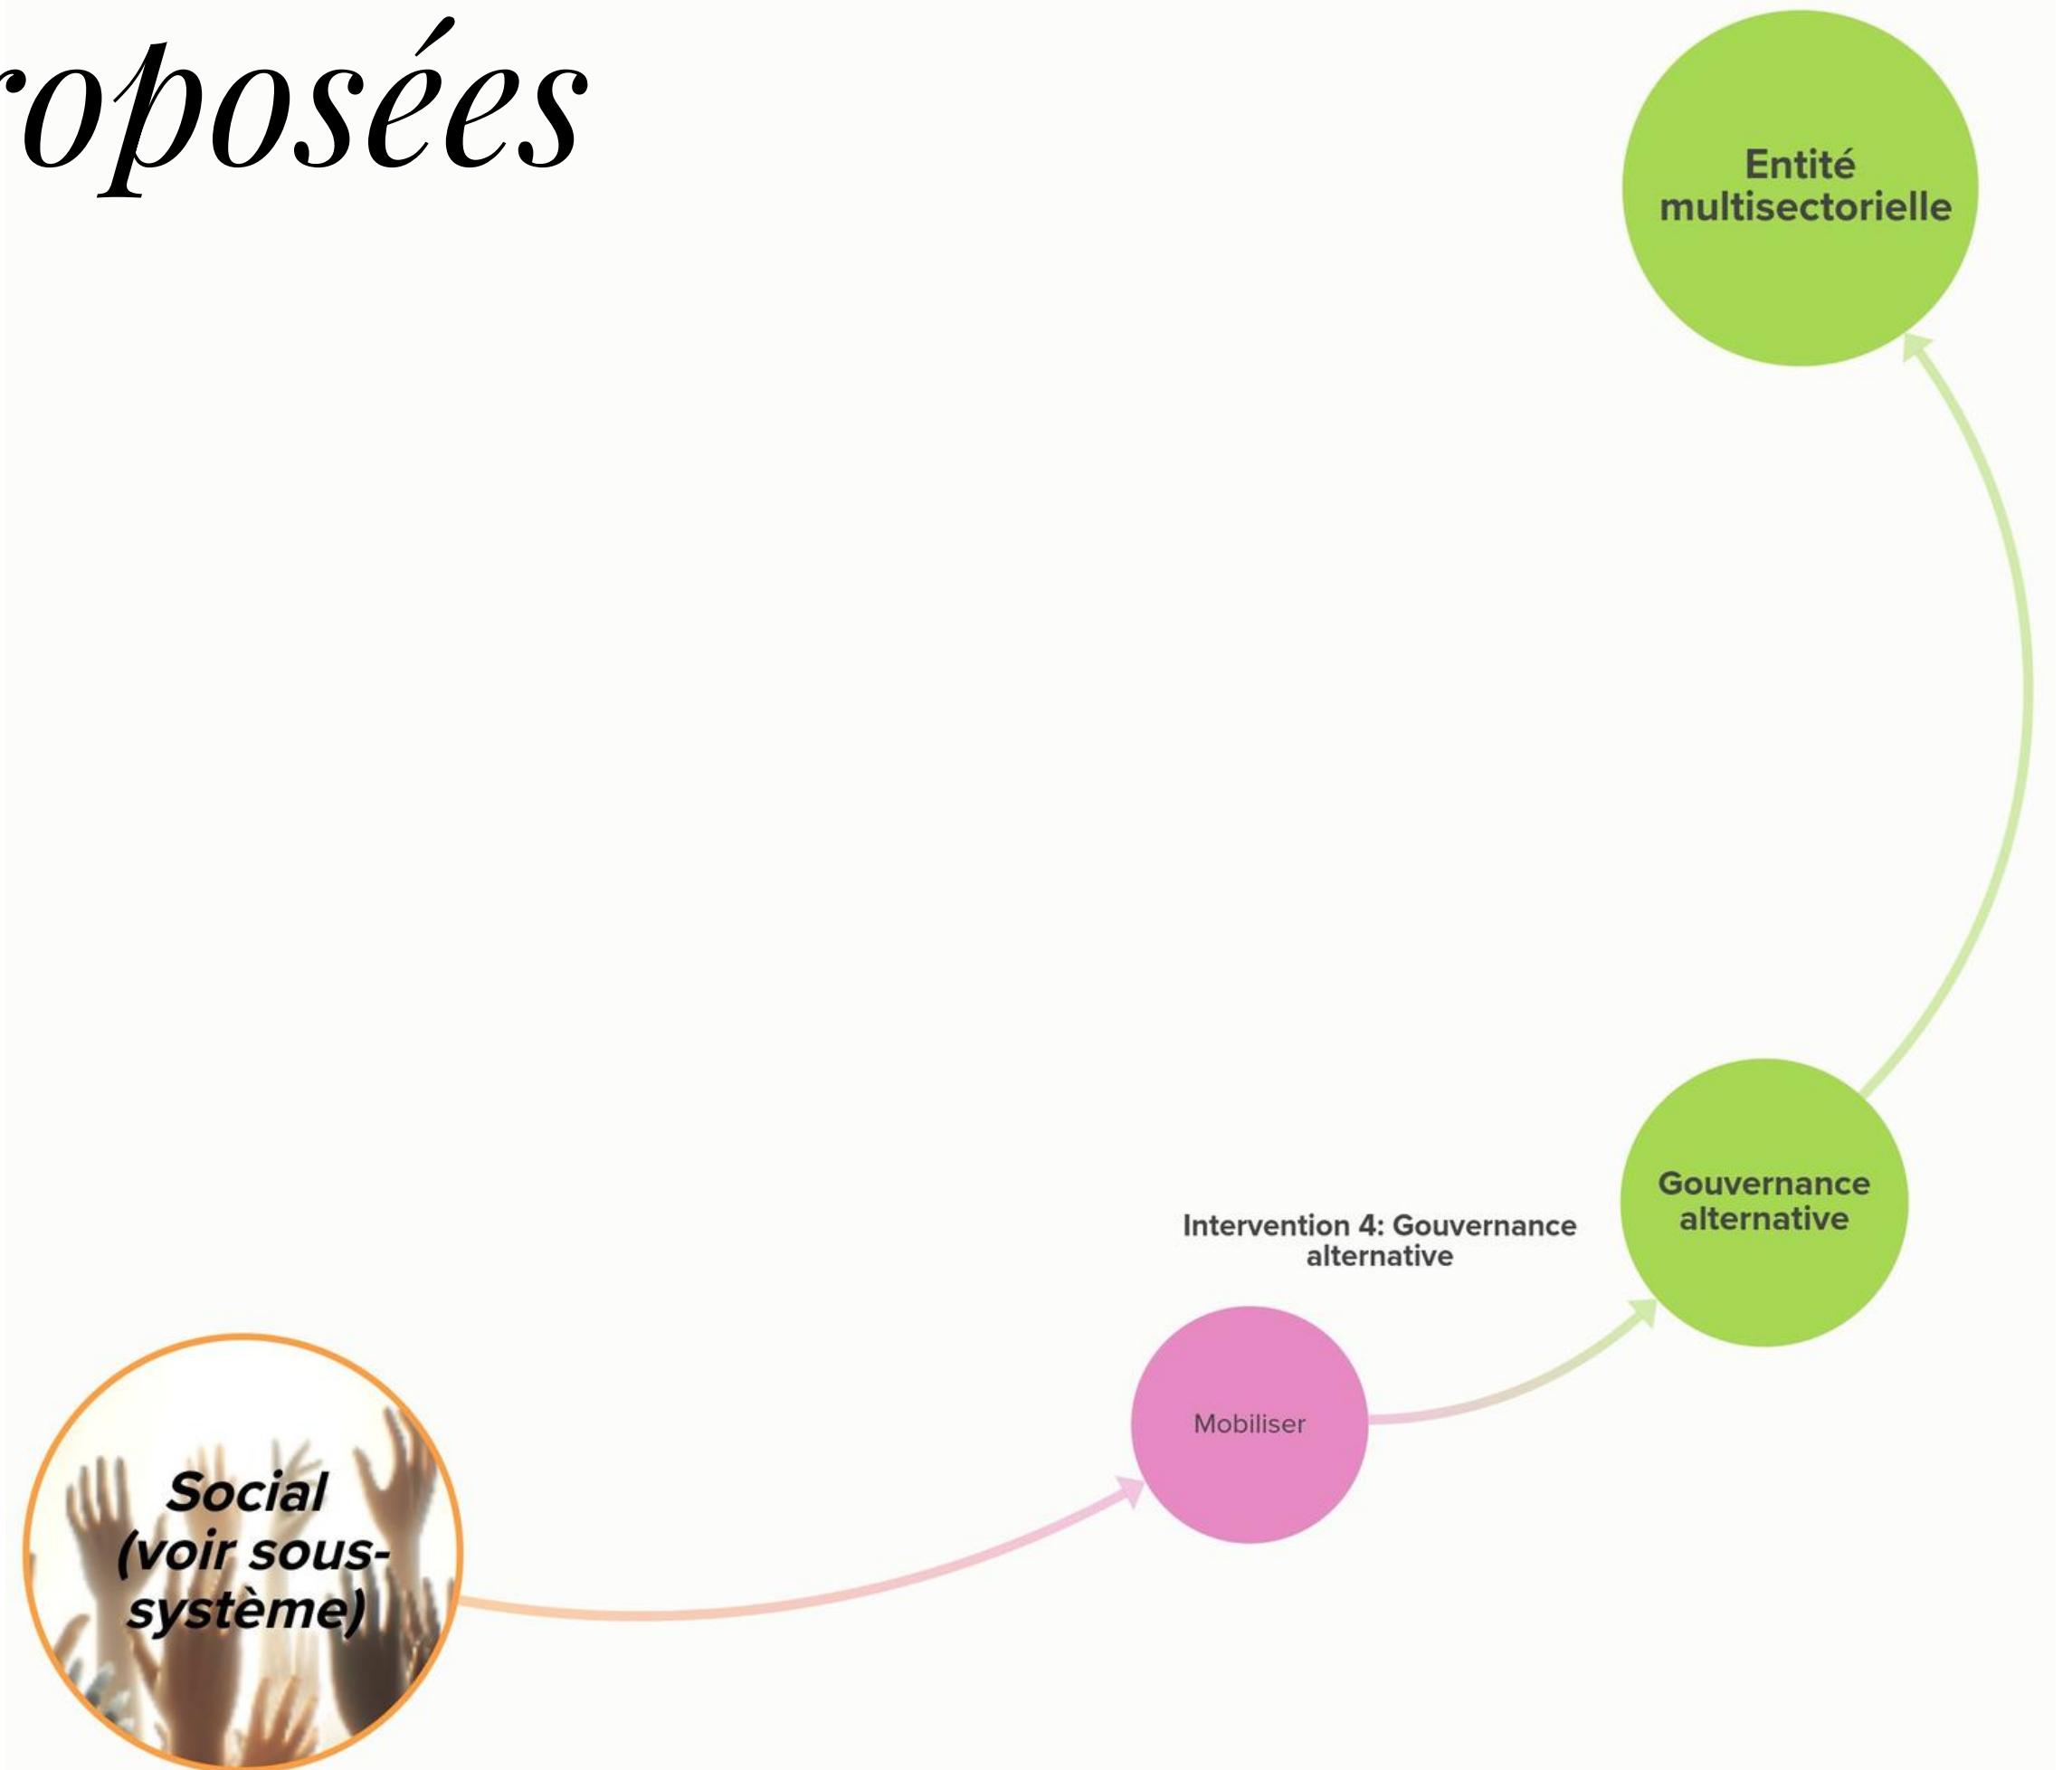 roposées
Entité
multisectorielle
Gouvernance
alternative
Intervention 4: Gouvernance
alternative
Mobiliser
Social
(voir sous-
système)